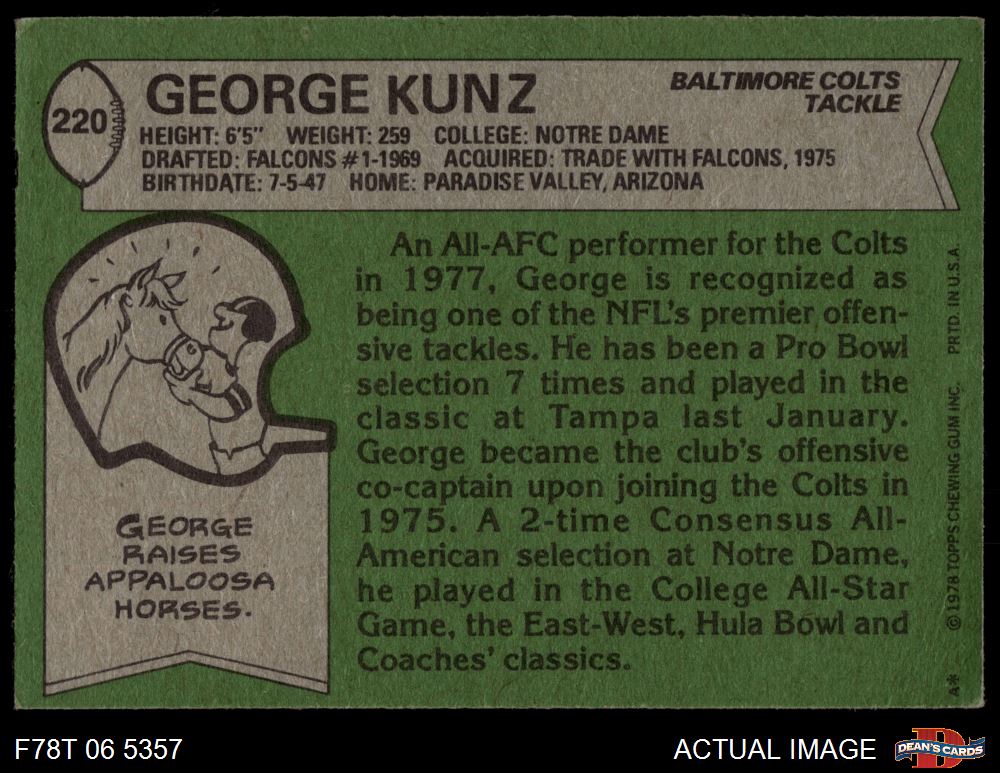 220
GEORGE KUNZ
BALTIMORE COLTS
TACKLE
HEIGHT: 6'5" WEIGHT: 259 COLLEGE: NOTRE DAME
DRAFTED: FALCONS #1-1969 ACQUIRED: TRADE WITH FALCONS, 1975
BIRTHDATE: 7-5-47 HOME: PARADISE VALLEY, ARIZONA
An All-AFC performer for the Colts
in 1977, George is recognized as
being one of the NFL's premier offen-
sive tackles. He has been a Pro Bowl
selection 7 times and played in the
classic at Tampa last January.
George became the club's offensive
co-captain upon joining the Colts in
1975. A 2-time Consensus All-
American selection at Notre Dame,
he played in the College All-Star
Game, the East-West, Hula Bowl and
Coaches' classics.
GEORGE
RAISES
APPALOOSA
HORSES.
A* ©1978 TOPPS CHEWING GUM INC. PRTD. IN U.S.A.
F78T 06 5357
ACTUAL IMAGE
D
DEAN'S CARDS